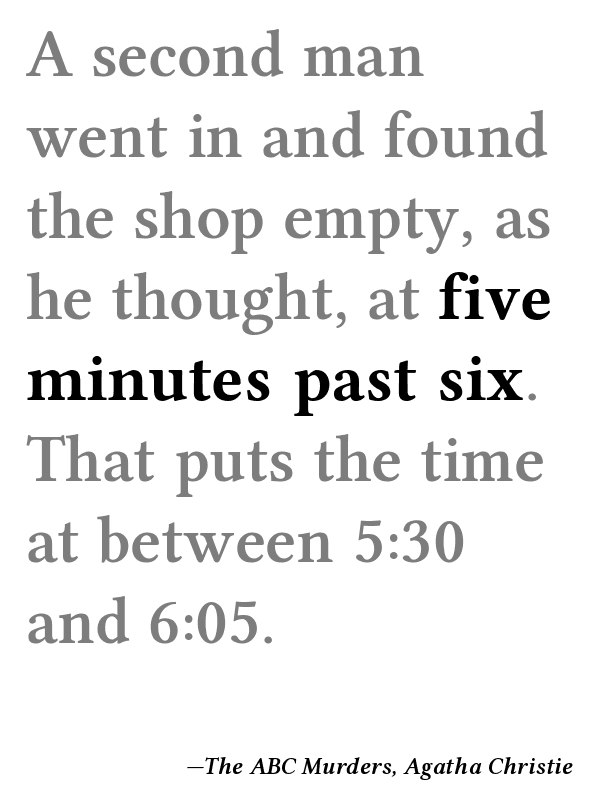 A second man
went in and found
the shop empty, as
he thought, at five
minutes past six.
That puts the time
at between 5:30
and 6:05.
—The ABC Murders, Agatha Christie